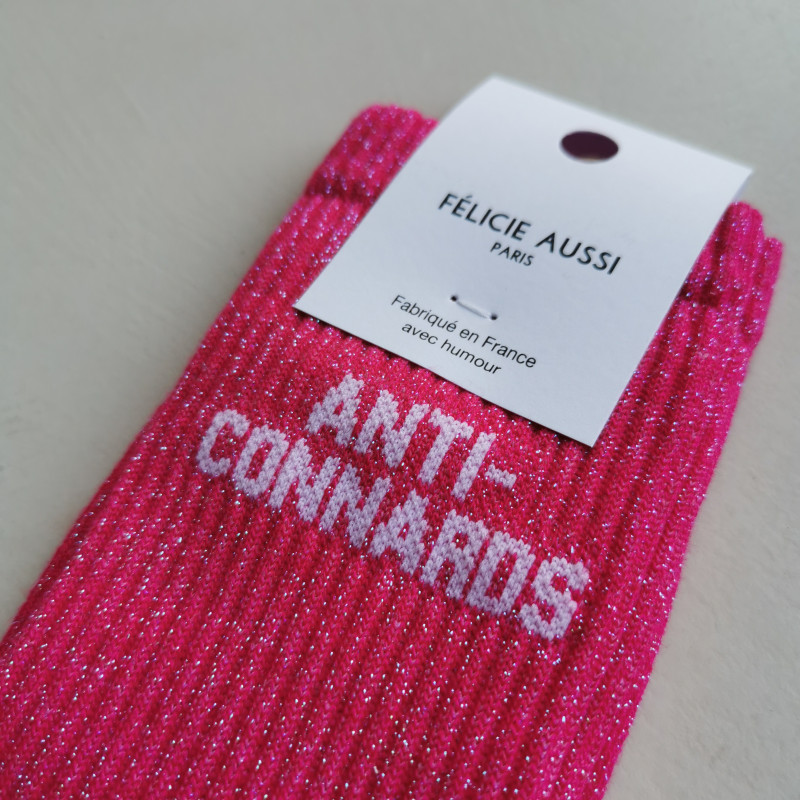 FÉLICIE AUSSI
PARIS
Fabriqué en France
avec humour
ANTI-
CONNARDS